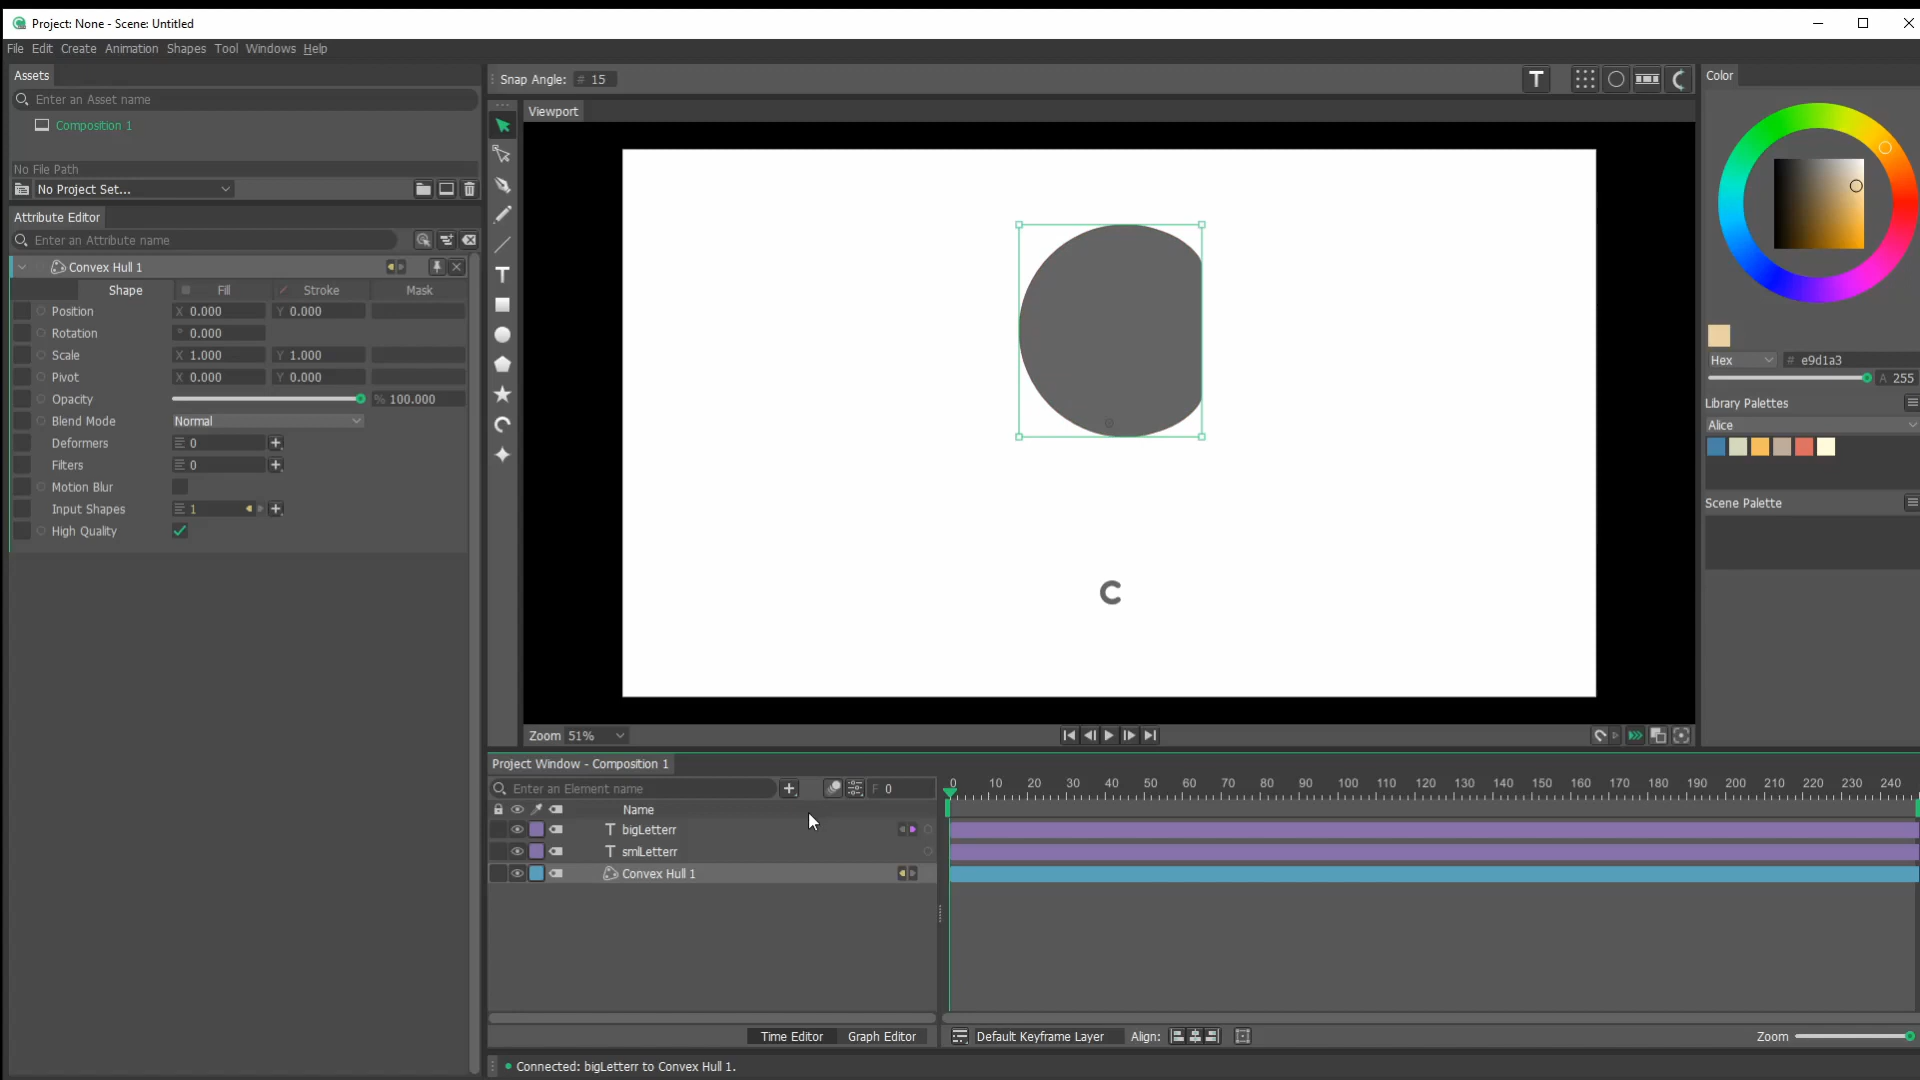 Project: None - Scene: Untitled
File Edit Create Animation Shapes Tool Windows Help
Assets
Enter an Asset name
Composition 1
No File Path
No Project Set...
Attribute Editor
Enter an Attribute name
Convex Hull 1
Shape Fill Stroke Mask
Position X 0.000 Y 0.000
Rotation ° 0.000
Scale X 1.000 Y 1.000
Pivot X 0.000 Y 0.000
Opacity % 100.000
Blend Mode Normal
Deformers 0
Filters 0
Motion Blur
Input Shapes 1
High Quality
Snap Angle: # 15
T
Viewport
T
C
Zoom 51%
Color
Hex # e9d1a3
A 255
Library Palettes
Alice
Scene Palette
Project Window - Composition 1
Enter an Element name
F 0
0 10 20 30 40 50 60 70 80 90 100 110 120 130 140 150 160 170 180 190 200 210 220 230 240
Name
T bigLetterr
T smlLetterr
Convex Hull 1
Time Editor Graph Editor
Default Keyframe Layer Align:
Zoom
Connected: bigLetterr to Convex Hull 1.